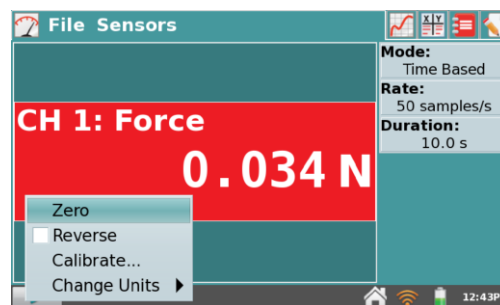 File Sensors
Mode:
Time Based
Rate:
50 samples/s
Duration:
10.0 s
CH 1: Force
0.034 N
Zero
Reverse
Calibrate...
Change Units
X Y
12:43P